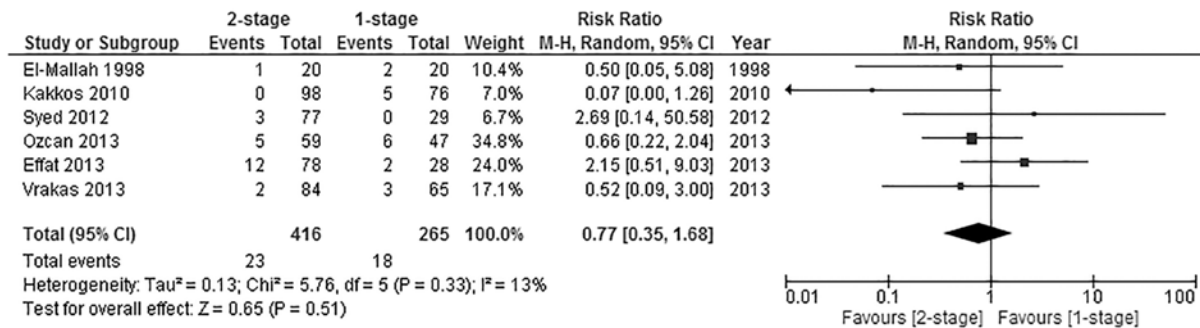 2-stage 1-stage Risk Ratio Risk Ratio
Study or Subgroup Events Total Events Total Weight M-H, Random, 95% CI Year M-H, Random, 95% CI
El-Mallah 1998 1 20 2 20 10.4% 0.50 [0.05, 5.08] 1998
Kakkos 2010 0 98 5 76 7.0% 0.07 [0.00, 1.26] 2010
Syed 2012 3 77 0 29 6.7% 2.69 [0.14, 50.58] 2012
Ozcan 2013 5 59 6 47 34.8% 0.66 [0.22, 2.04] 2013
Effat 2013 12 78 2 28 24.0% 2.15 [0.51, 9.03] 2013
Vrakas 2013 2 84 3 65 17.1% 0.52 [0.09, 3.00] 2013
Total (95% CI) 416 265 100.0% 0.77 [0.35, 1.68]
Total events 23 18
Heterogeneity: Tau² = 0.13; Chi² = 5.76, df = 5 (P = 0.33); I² = 13%
Test for overall effect: Z = 0.65 (P = 0.51)
0.01 0.1 1 10 100
Favours [2-stage] Favours [1-stage]